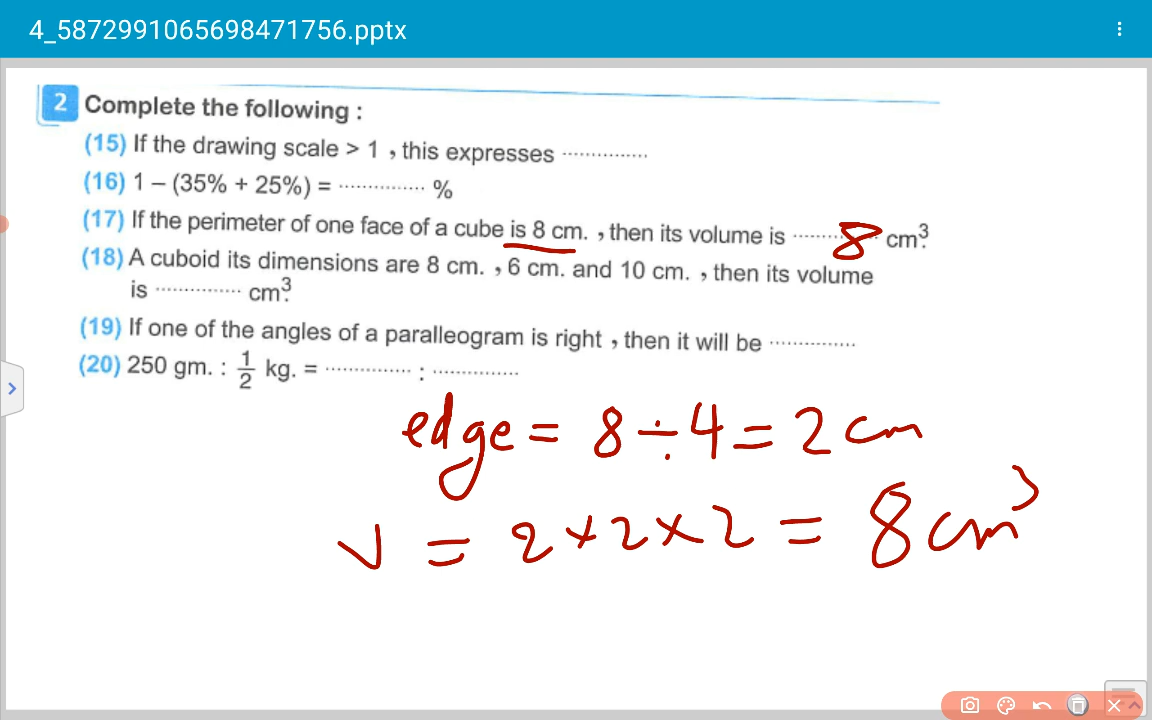 4_5872991065698471756.pptx
2 Complete the following :
(15) If the drawing scale > 1 , this expresses ...............
(16) 1 – (35% + 25%) = ............... %
(17) If the perimeter of one face of a cube is 8 cm. , then its volume is ......... 8 cm³.
(18) A cuboid its dimensions are 8 cm. , 6 cm. and 10 cm. , then its volume
is ............... cm³.
(19) If one of the angles of a paralleogram is right , then it will be ...............
(20) 250 gm. : 1/2 kg. = ............... : ...............
edge = 8 ÷ 4 = 2 cm
V = 2 × 2 × 2 = 8 cm³